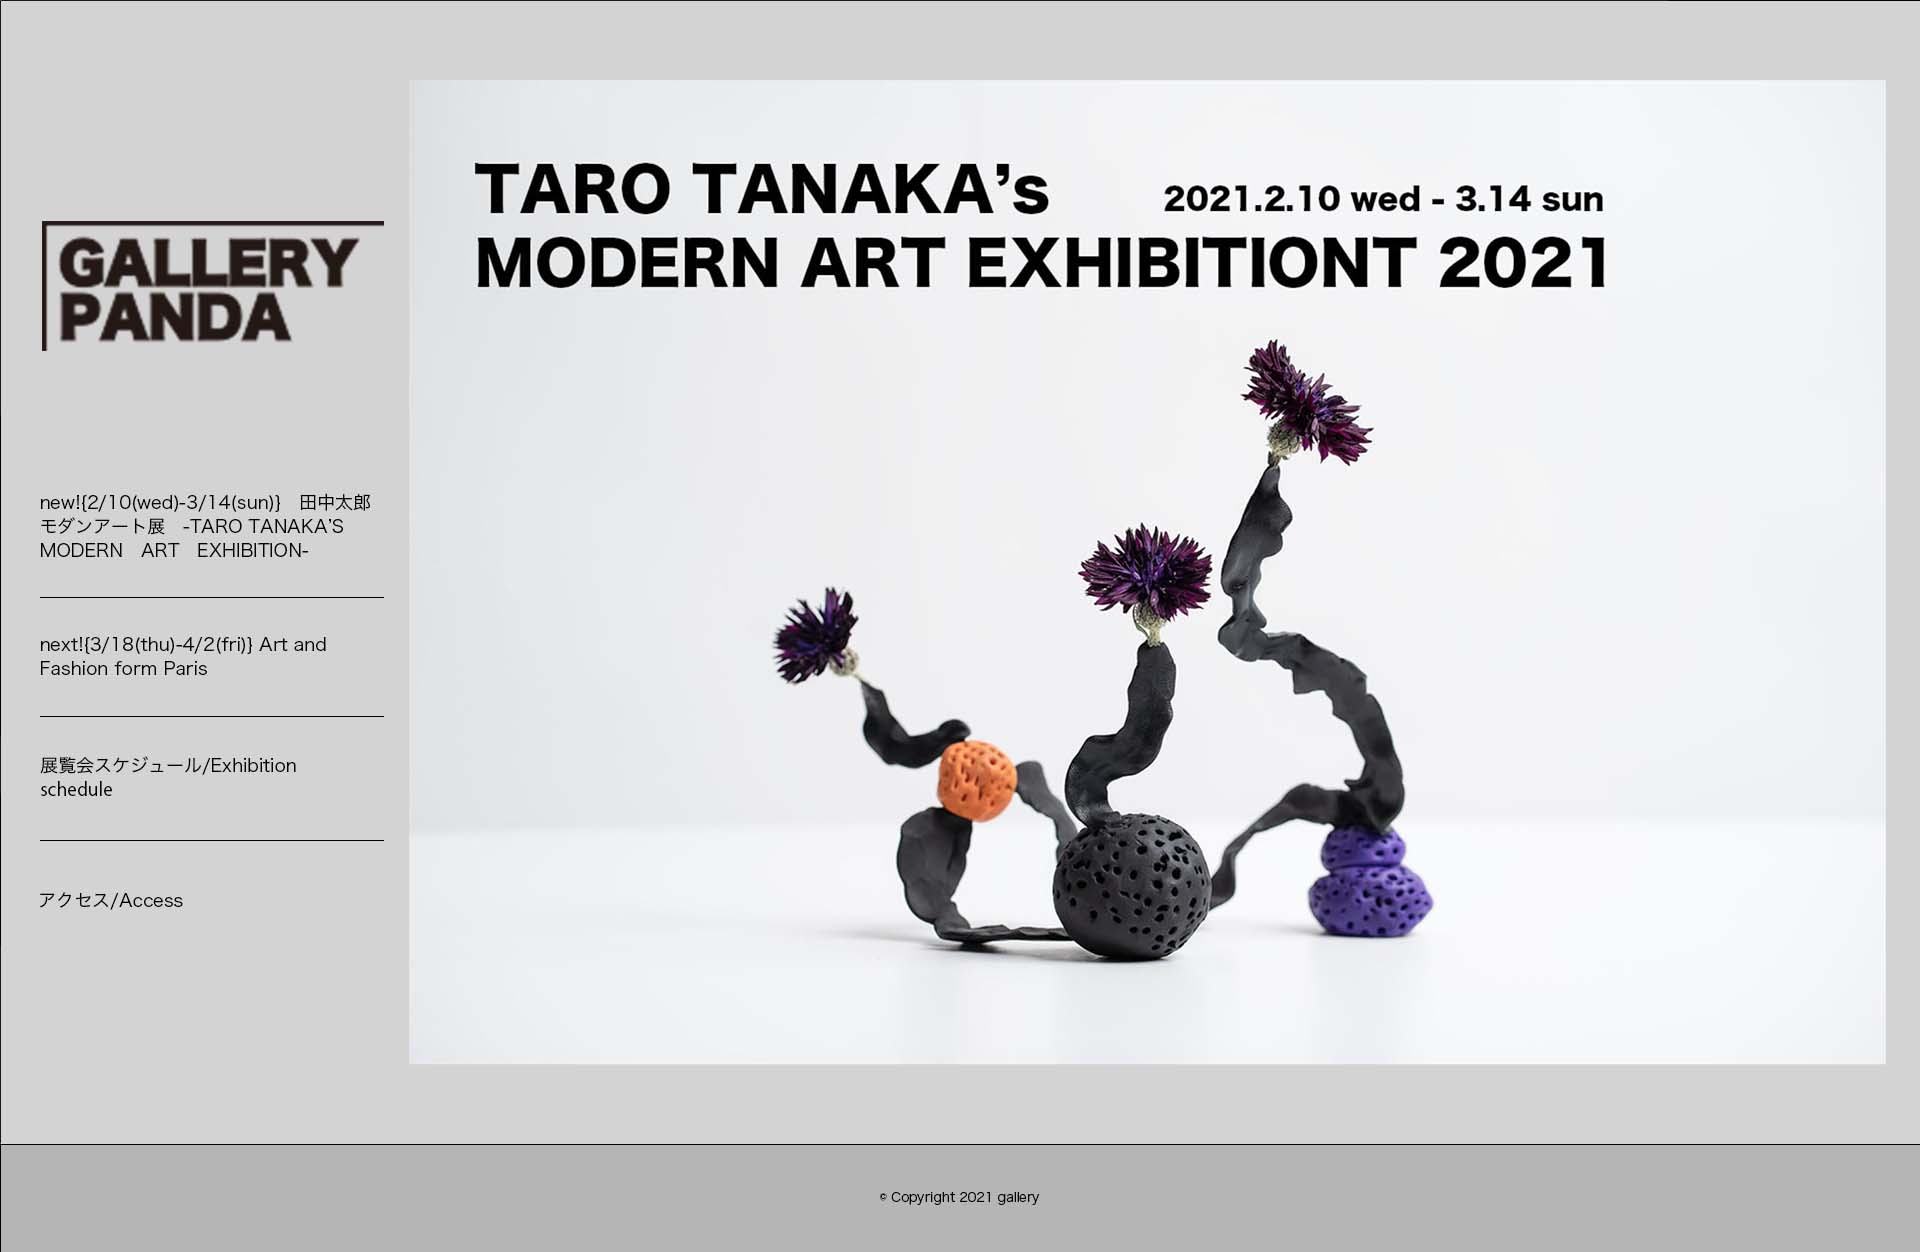 GALLERY
PANDA
new!{2/10(wed)-3/14(sun)}　田中太郎
モダンアート展　-TARO TANAKA'S
MODERN　ART　EXHIBITION-
next!{3/18(thu)-4/2(fri)} Art and
Fashion form Paris
展覧会スケジュール/Exhibition
schedule
アクセス/Access
TARO TANAKA’s
2021.2.10 wed - 3.14 sun
MODERN ART EXHIBITIONT 2021
© Copyright 2021 gallery